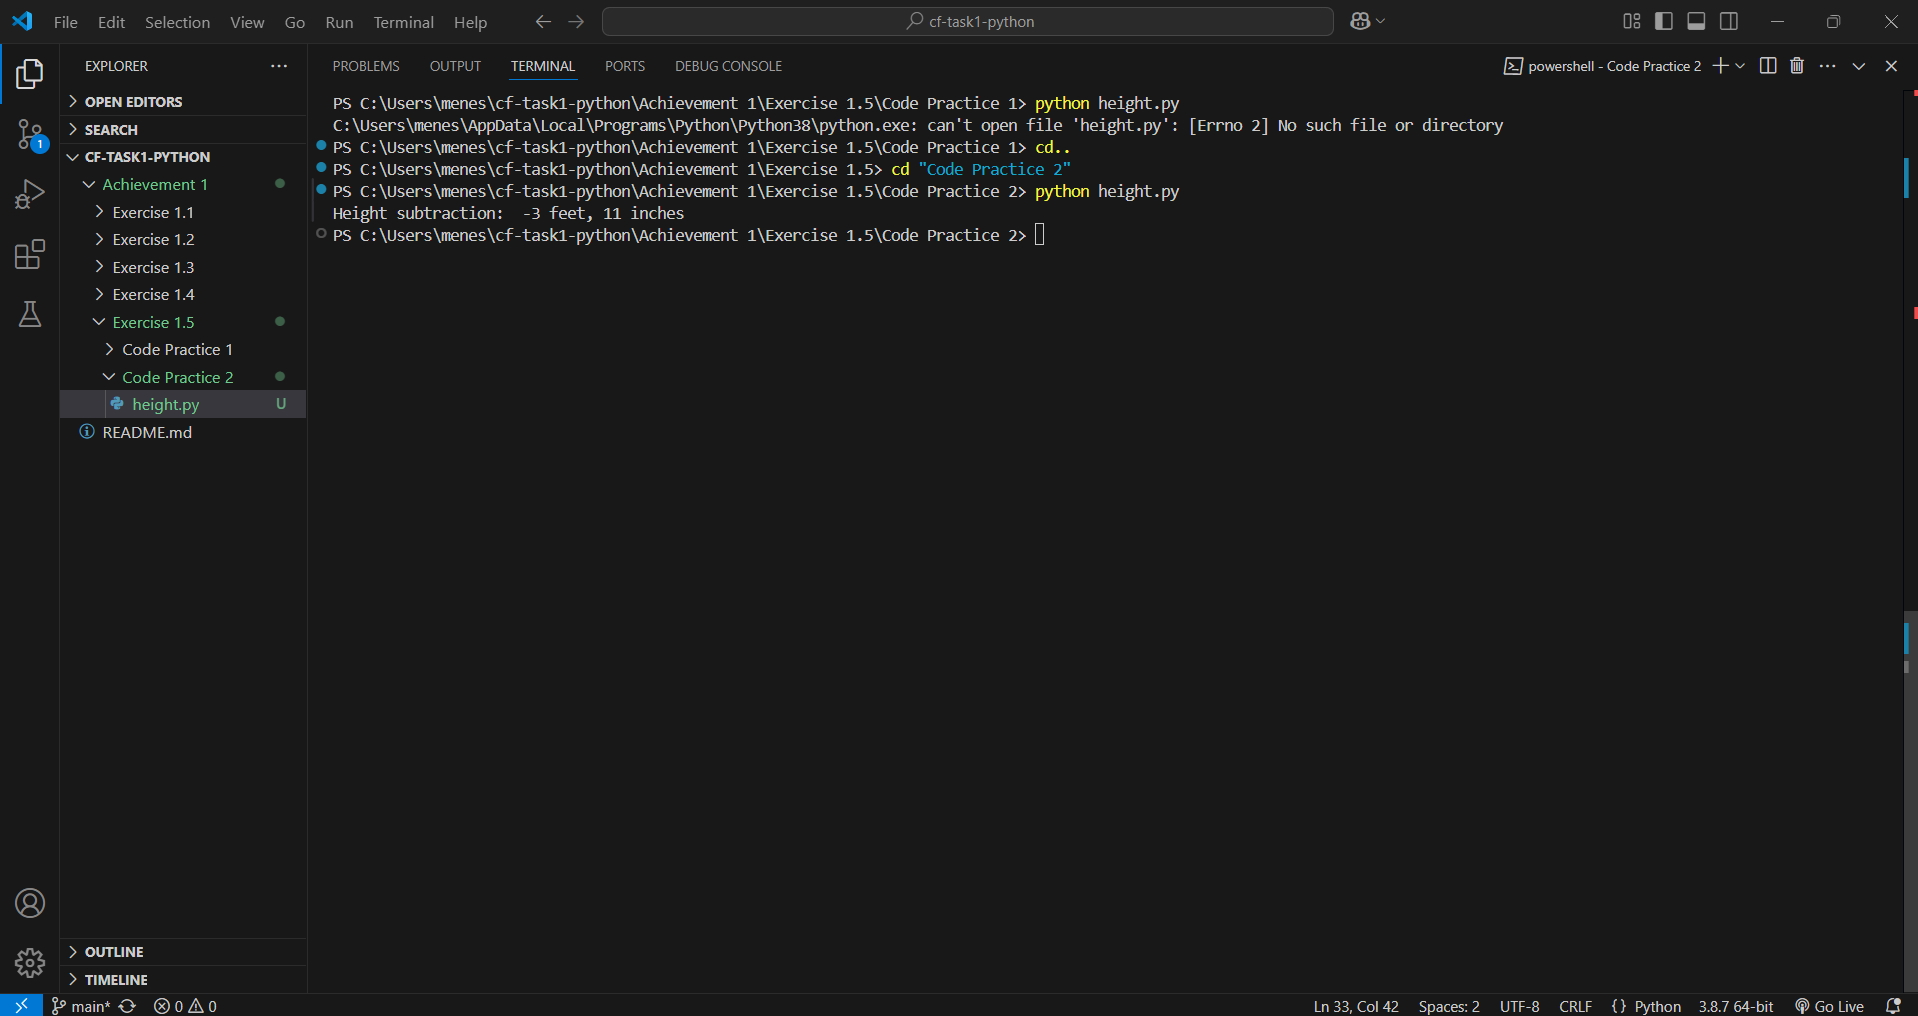 File Edit Selection View Go Run Terminal Help
cf-task1-python
EXPLORER
OPEN EDITORS
SEARCH
CF-TASK1-PYTHON
Achievement 1
Exercise 1.1
Exercise 1.2
Exercise 1.3
Exercise 1.4
Exercise 1.5
Code Practice 1
Code Practice 2
height.py U
README.md
OUTLINE
TIMELINE
1
PROBLEMS OUTPUT TERMINAL PORTS DEBUG CONSOLE
powershell - Code Practice 2
PS C:\Users\menes\cf-task1-python\Achievement 1\Exercise 1.5\Code Practice 1> python height.py
C:\Users\menes\AppData\Local\Programs\Python\Python38\python.exe: can't open file 'height.py': [Errno 2] No such file or directory
PS C:\Users\menes\cf-task1-python\Achievement 1\Exercise 1.5\Code Practice 1> cd..
PS C:\Users\menes\cf-task1-python\Achievement 1\Exercise 1.5> cd "Code Practice 2"
PS C:\Users\menes\cf-task1-python\Achievement 1\Exercise 1.5\Code Practice 2> python height.py
Height subtraction:  -3 feet, 11 inches
PS C:\Users\menes\cf-task1-python\Achievement 1\Exercise 1.5\Code Practice 2>
main* 0 0 Ln 33, Col 42 Spaces: 2 UTF-8 CRLF {} Python 3.8.7 64-bit Go Live